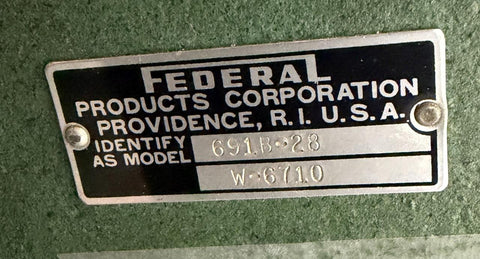 FEDERAL
PRODUCTS CORPORATION
PROVIDENCE, R.I. U.S.A.
IDENTIFY
AS MODEL 691B-28
W-6710